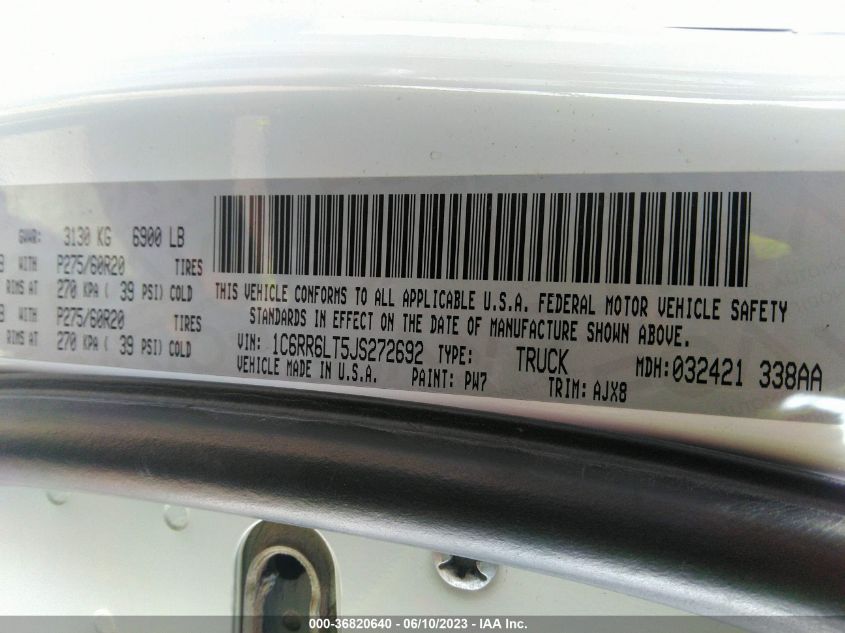 GWR: 3130 KG 6900 LB
WITH P275/60R20 TIRES
RIMS AT 270 KPA ( 39 PSI) COLD
WITH P275/60R20 TIRES
RIMS AT 270 KPA ( 39 PSI) COLD
THIS VEHICLE CONFORMS TO ALL APPLICABLE U.S.A. FEDERAL MOTOR VEHICLE SAFETY
STANDARDS IN EFFECT ON THE DATE OF MANUFACTURE SHOWN ABOVE.
VIN: 1C6RR6LT5JS272692 TYPE: TRUCK MDH:032421 338AA
VEHICLE MADE IN U.S.A. PAINT: PW7 TRIM: AJX8
000-36820640 - 06/10/2023 - IAA Inc.